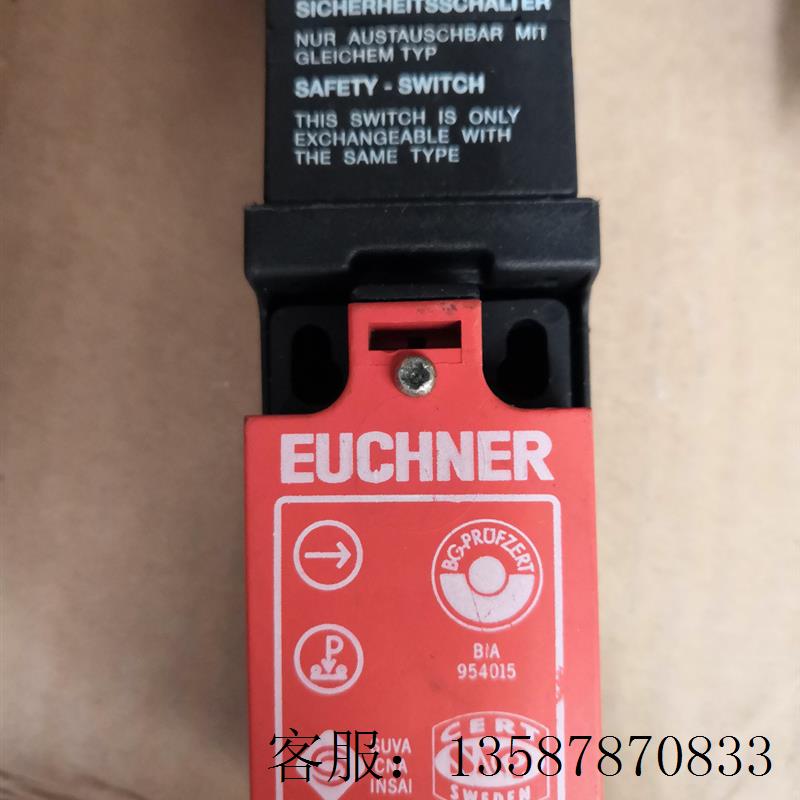 SICHERHEITSSCHALTER
NUR AUSTAUSCHBAR MIT
GLEICHEM TYP
SAFETY - SWITCH
THIS SWITCH IS ONLY
EXCHANGEABLE WITH
THE SAME TYPE
EUCHNER
BG-PRÜFZERT
P
BIA
954015
SUVA
CNA
INSAI
CERT
SWEDEN
客服：13587870833